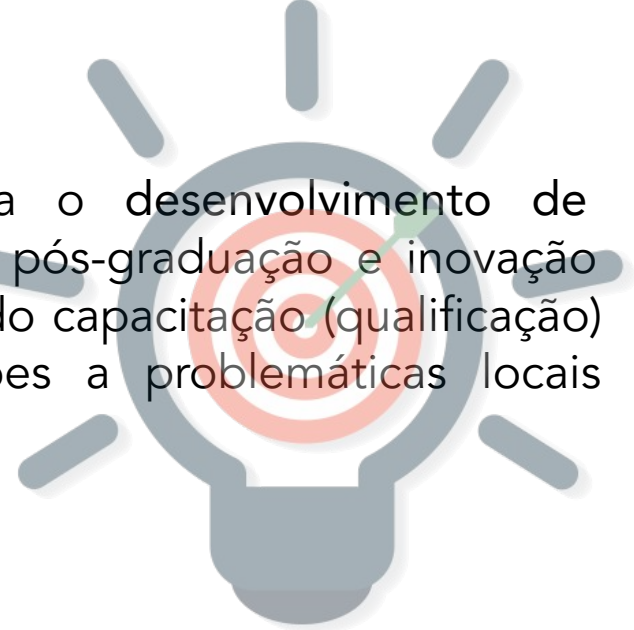 a o desenvolvimento de
pós-graduação e inovação
do capacitação (qualificação)
es a problemáticas locais